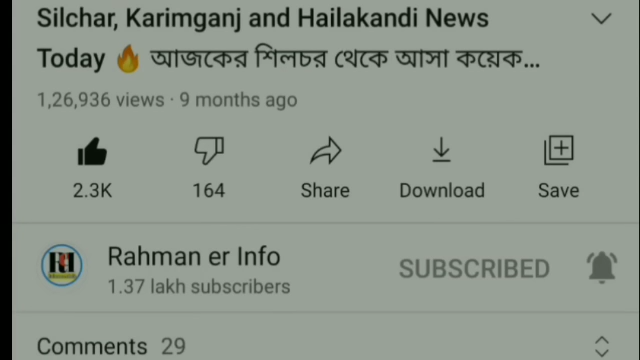 Silchar, Karimganj and Hailakandi News
Today 🔥 আজকের শিলচর থেকে আসা কয়েক...
1,26,936 views · 9 months ago
2.3K 164 Share Download Save
Rahman er Info SUBSCRIBED
1.37 lakh subscribers
Comments 29